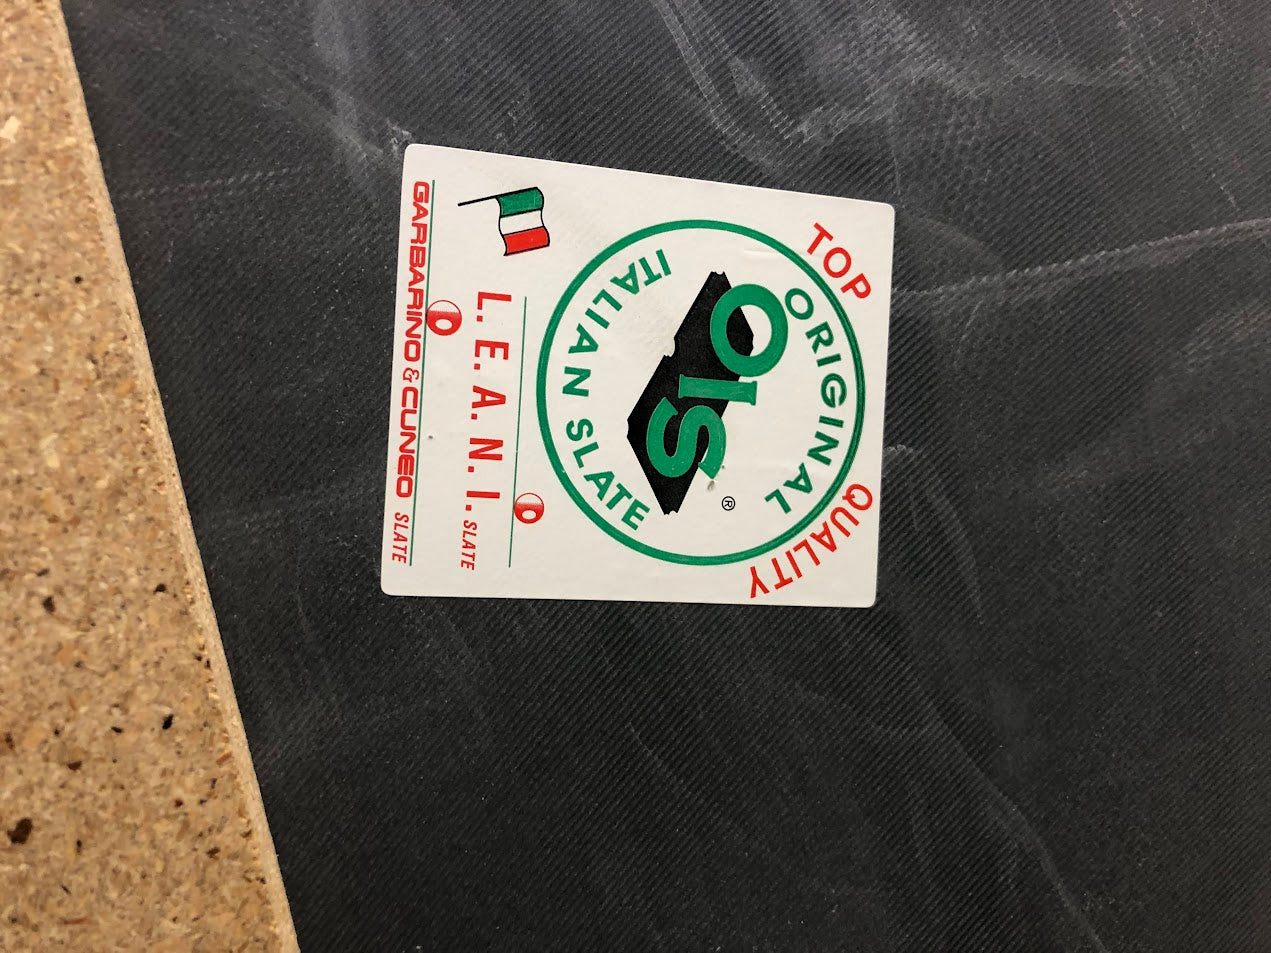 TOP QUALITY
ORIGINAL
OIS ®
ITALIAN SLATE
L. E. A. N. I. SLATE
GARBARINO & CUNEO SLATE